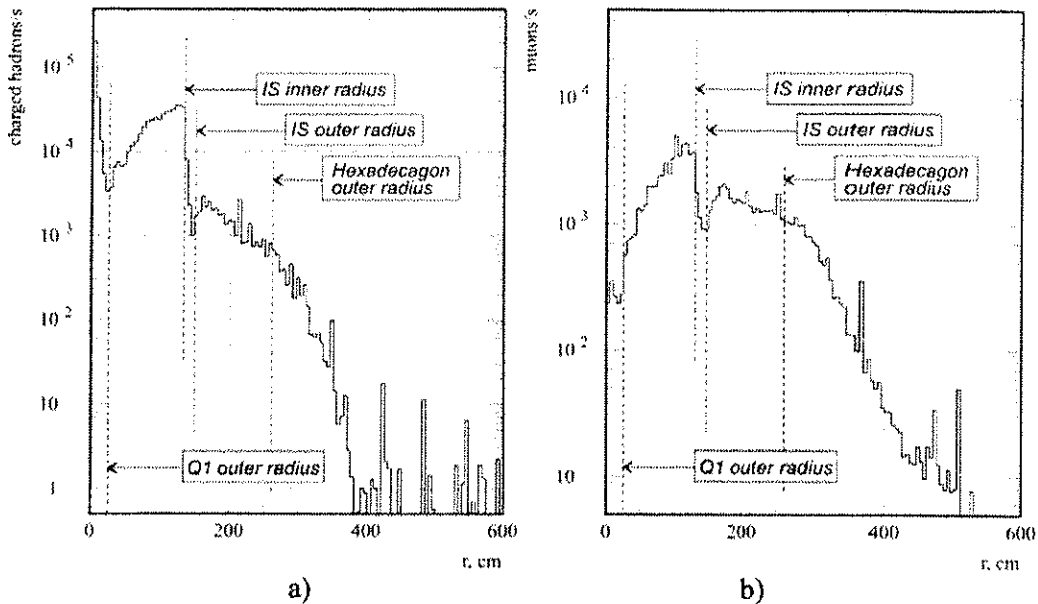 charged hadrons/s
10^5
10^4
10^3
10^2
10
1
IS inner radius
IS outer radius
Hexadecagon
outer radius
Q1 outer radius
0
200
400
600
r, cm
a)
muons/s
10^4
10^3
10^2
10
IS inner radius
IS outer radius
Hexadecagon
outer radius
Q1 outer radius
0
200
400
600
r, cm
b)